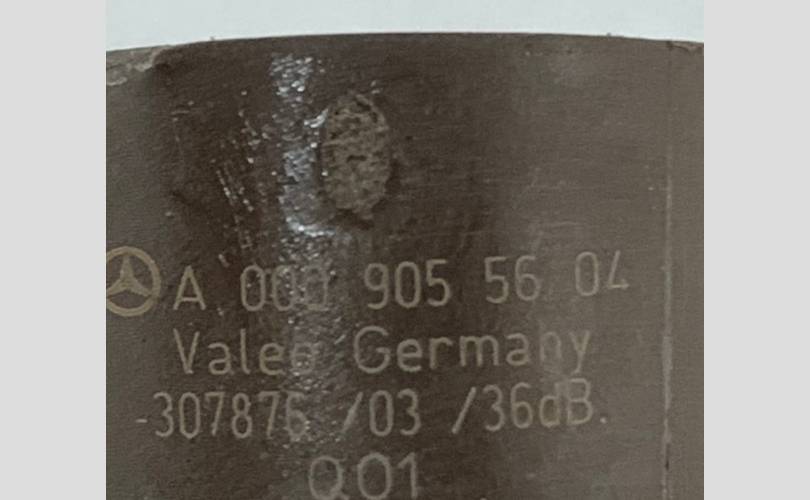 A 000 905 56 04
Valeo Germany
-307876 /03 /36dB.
Q01